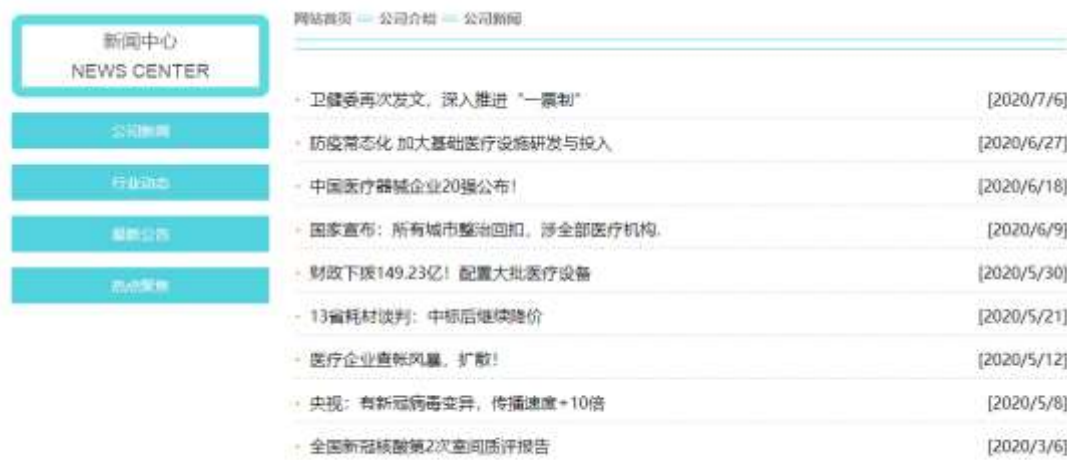 新闻中心
NEWS CENTER
公司新闻
行业动态
最新公告
热点聚焦
网站首页 — 公司介绍 — 公司新闻
· 卫健委再次发文，深入推进“一票制” [2020/7/6]
· 防疫常态化 加大基础医疗设施研发与投入 [2020/6/27]
· 中国医疗器械企业20强公布！ [2020/6/18]
· 国家宣布：所有城市整治回扣，涉全部医疗机构. [2020/6/9]
· 财政下拨149.23亿！配置大批医疗设备 [2020/5/30]
· 13省耗材谈判：中标后继续降价 [2020/5/21]
· 医疗企业查帐风暴，扩散！ [2020/5/12]
· 央视：有新冠病毒变异，传播速度+10倍 [2020/5/8]
· 全国新冠核酸第2次室间质评报告 [2020/3/6]